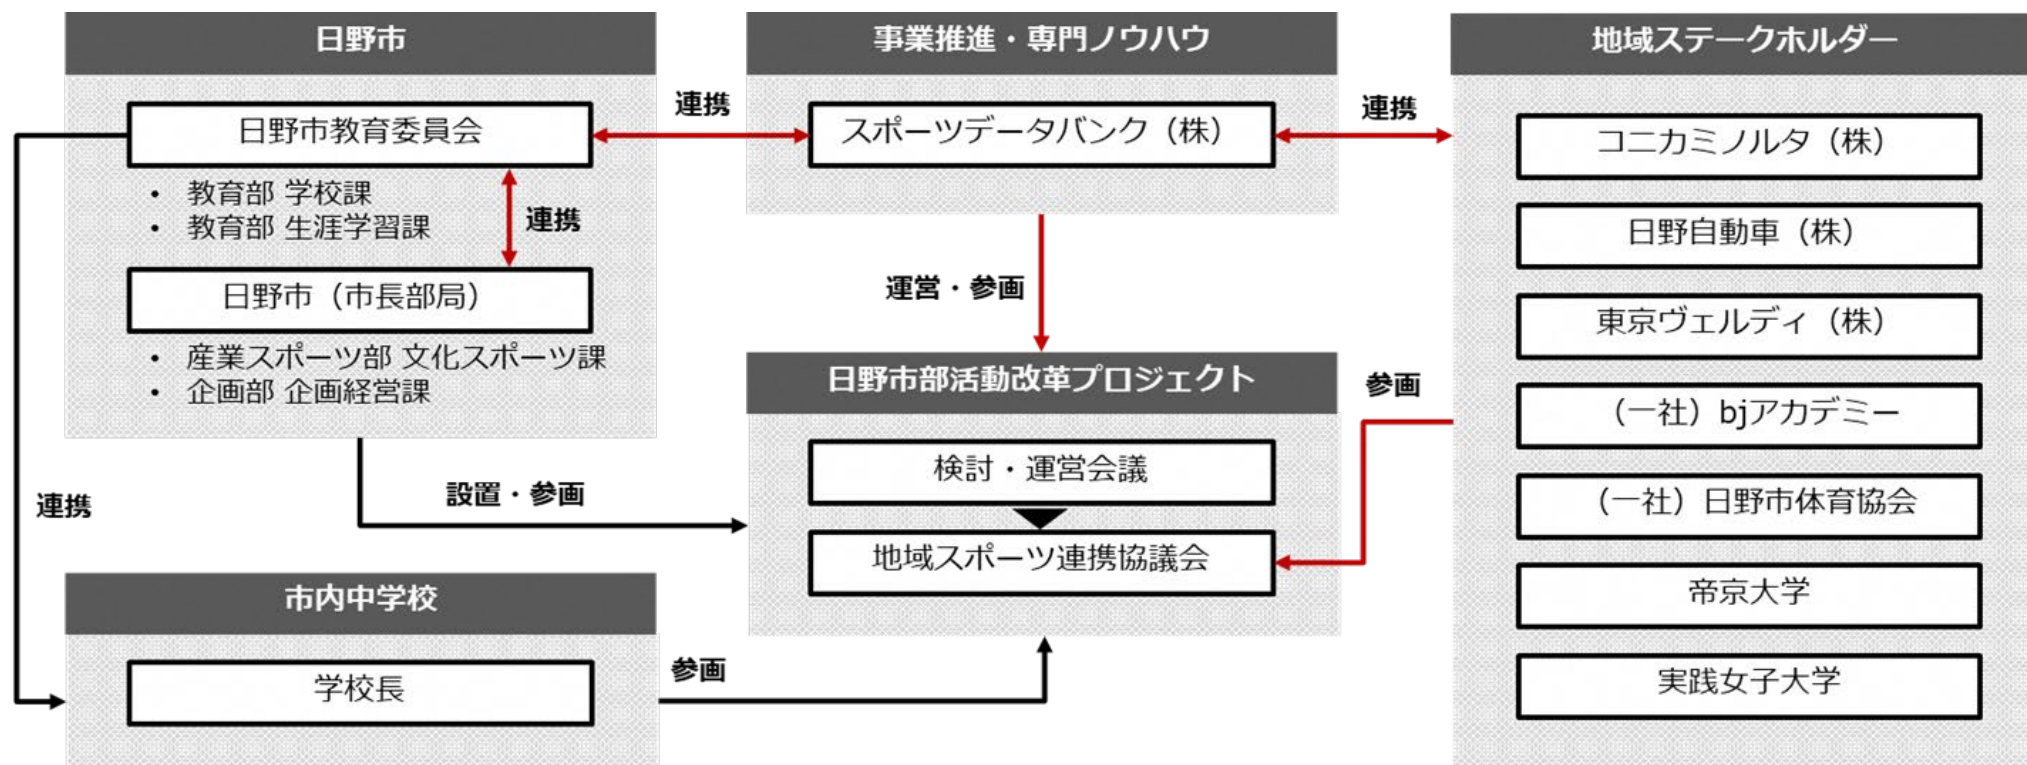 日野市
日野市教育委員会
• 教育部 学校課
• 教育部 生涯学習課
連携
日野市（市長部局）
• 産業スポーツ部 文化スポーツ課
• 企画部 企画経営課
連携
事業推進・専門ノウハウ
スポーツデータバンク（株）
連携
地域ステークホルダー
コニカミノルタ（株）
日野自動車（株）
東京ヴェルディ（株）
（一社）bjアカデミー
（一社）日野市体育協会
帝京大学
実践女子大学
運営・参画
日野市部活動改革プロジェクト
検討・運営会議
地域スポーツ連携協議会
参画
設置・参画
連携
市内中学校
学校長
参画